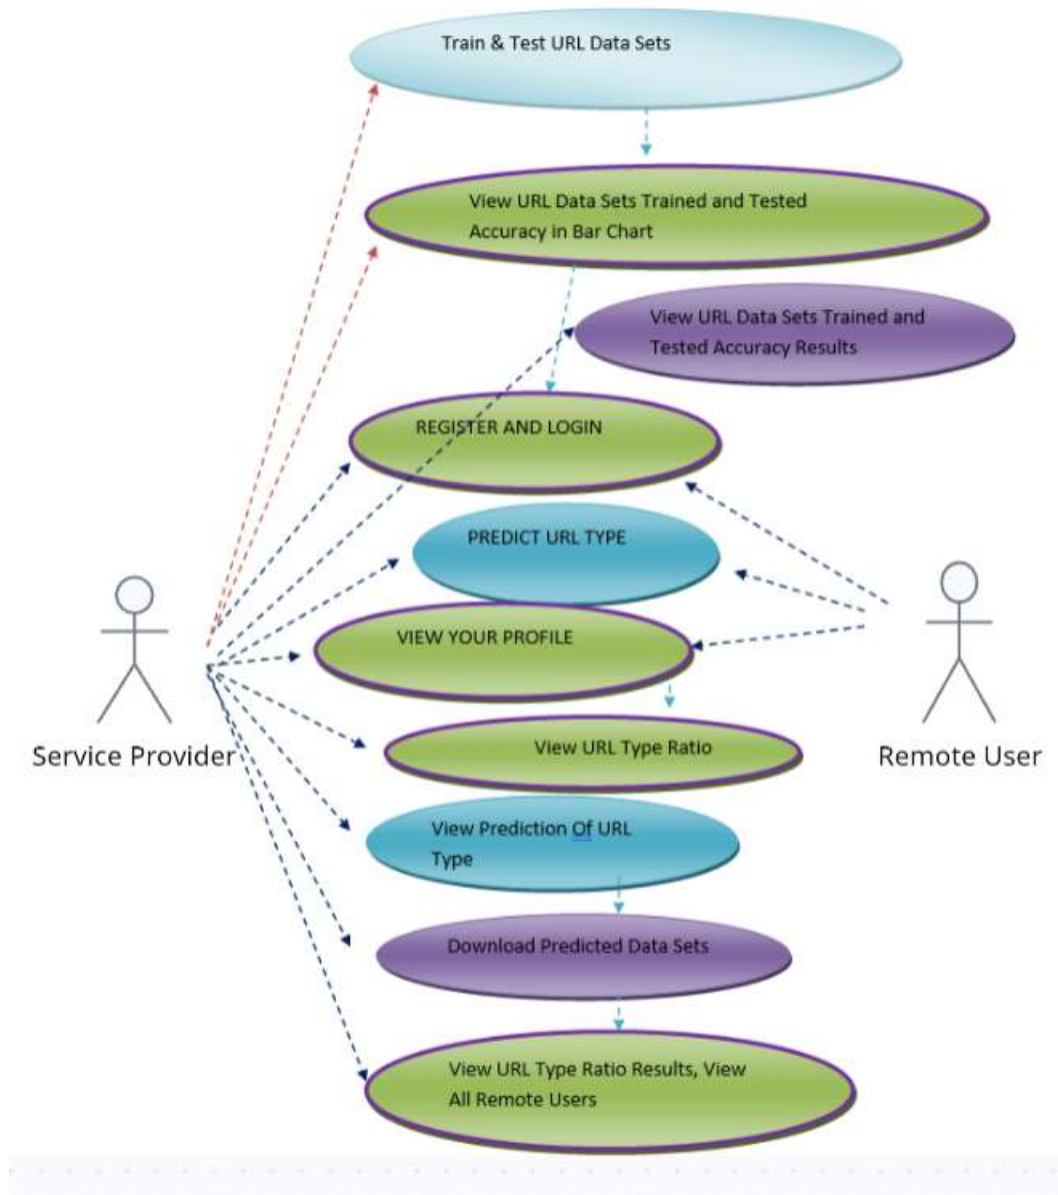 Train & Test URL Data Sets
View URL Data Sets Trained and Tested
Accuracy in Bar Chart
View URL Data Sets Trained and
Tested Accuracy Results
REGISTER AND LOGIN
PREDICT URL TYPE
VIEW YOUR PROFILE
Service Provider
Remote User
View URL Type Ratio
View Prediction Of URL
Type
Download Predicted Data Sets
View URL Type Ratio Results, View
All Remote Users